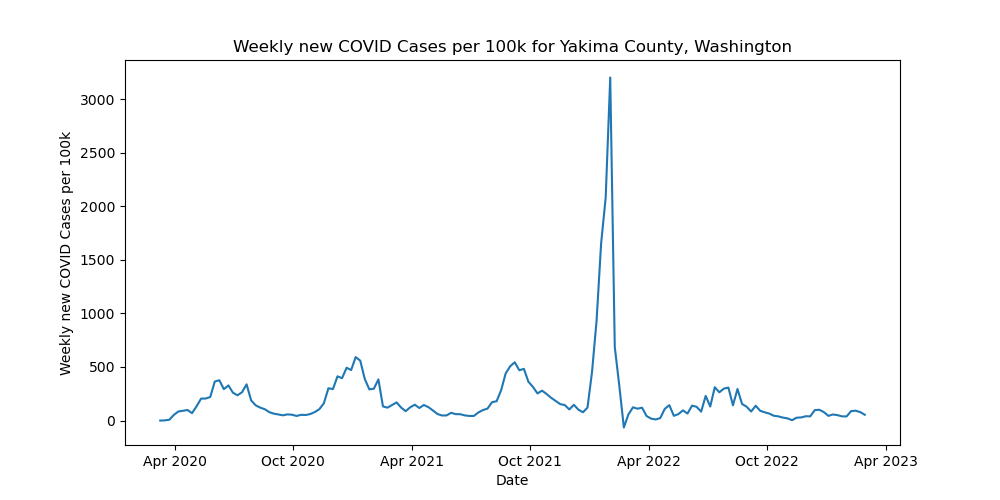 Weekly new COVID Cases per 100k for Yakima County, Washington
Weekly new COVID Cases per 100k
3000
2500
2000
1500
1000
500
0
Apr 2020 Oct 2020 Apr 2021 Oct 2021 Apr 2022 Oct 2022 Apr 2023
Date